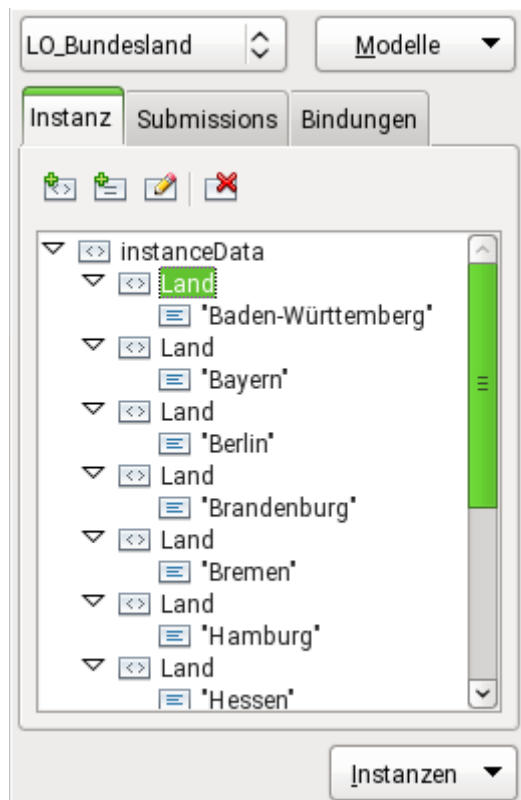 LO_Bundesland Modelle
Instanz Submissions Bindungen
instanceData
Land
"Baden-Württemberg"
Land
"Bayern"
Land
"Berlin"
Land
"Brandenburg"
Land
"Bremen"
Land
"Hamburg"
Land
"Hessen"
Instanzen